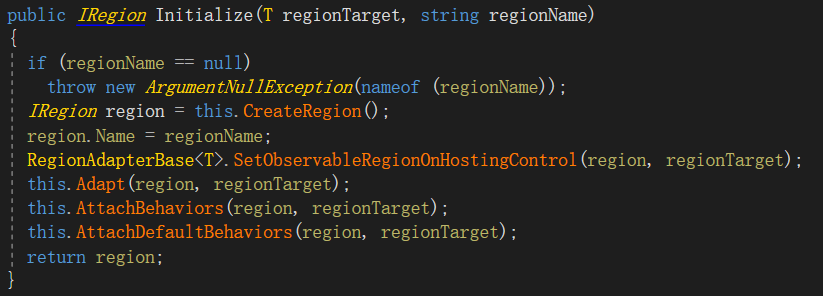 public IRegion Initialize(T regionTarget, string regionName)
{
  if (regionName == null)
    throw new ArgumentNullException(nameof (regionName));
  IRegion region = this.CreateRegion();
  region.Name = regionName;
  RegionAdapterBase<T>.SetObservableRegionOnHostingControl(region, regionTarget);
  this.Adapt(region, regionTarget);
  this.AttachBehaviors(region, regionTarget);
  this.AttachDefaultBehaviors(region, regionTarget);
  return region;
}